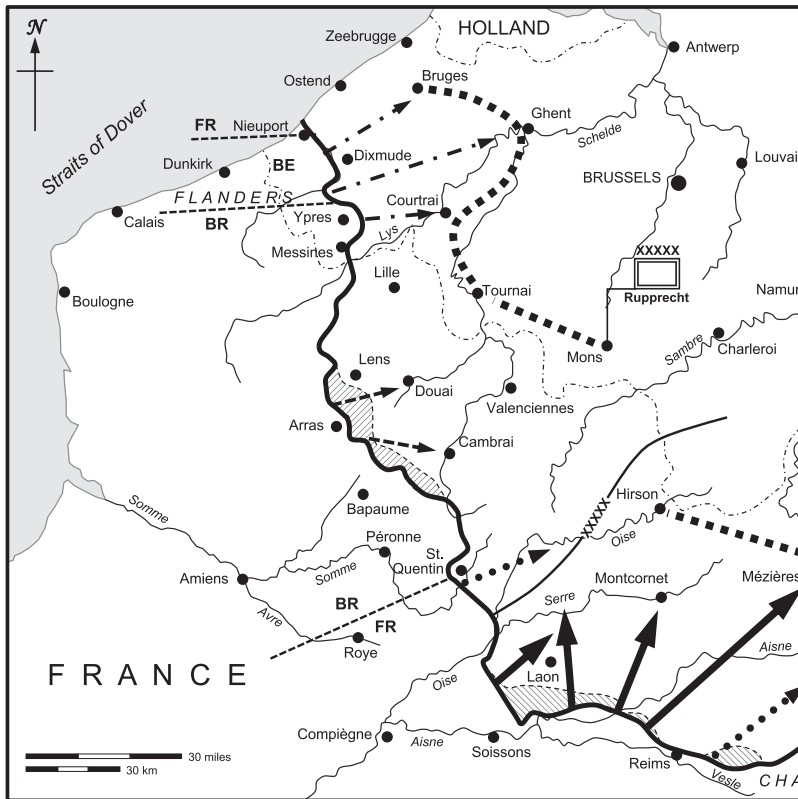 N
HOLLAND
Zeebrugge
Antwerp
Ostend
Bruges
Straits of Dover
FR
Nieuport
Ghent
Schelde
Dunkirk
BE
Dixmude
Louvai
FLANDERS
BRUSSELS
Calais
BR
Ypres
Courtrai
Lys
Messines
XXXXX
Lille
Rupprecht
Boulogne
Tournai
Namur
Mons
Sambre
Charleroi
Lens
Douai
Valenciennes
Arras
Cambrai
Somme
Bapaume
Hirson
XXXXX
Péronne
Oise
St.
Quentin
Amiens
Somme
Montcornet
Mézières
BR
Serre
Avre
FR
Roye
Aisne
FRANCE
Laon
Oise
Compiègne
Aisne
Soissons
Reims
Vesle
CHA
30 miles
30 km